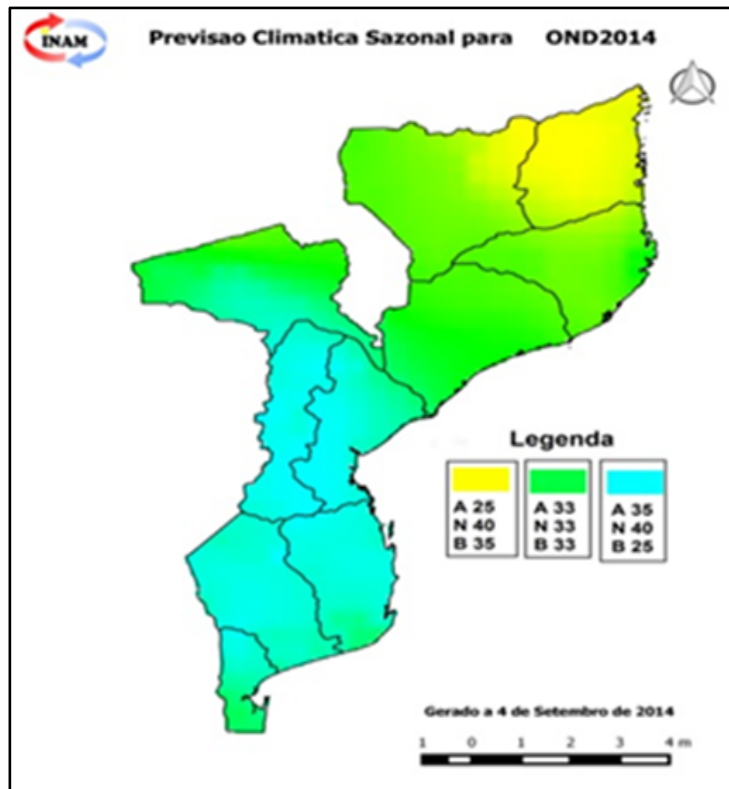 INAM
Previsao Climatica Sazonal para OND2014
Legenda
A 25
N 40
B 35
A 33
N 33
B 33
A 35
N 40
B 25
Gerado a 4 de Setembro de 2014
1 0 1 2 3 4 m